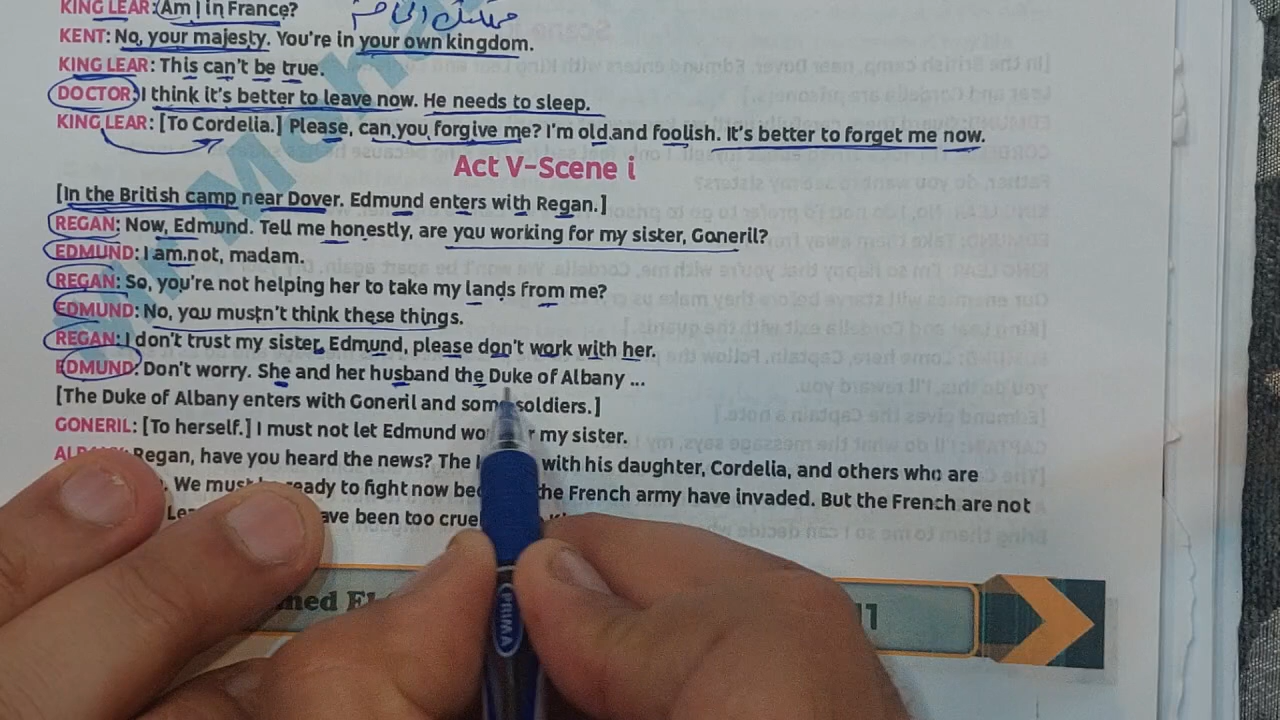 KING LEAR: Am I in France?
KENT: No, your majesty. You're in your own kingdom.
KING LEAR: This can't be true.
DOCTOR: I think it's better to leave now. He needs to sleep.
KING LEAR: [To Cordelia.] Please, can you forgive me? I'm old and foolish. It's better to forget me now.
Act V-Scene i
[In the British camp near Dover. Edmund enters with Regan.]
REGAN: Now, Edmund. Tell me honestly, are you working for my sister, Goneril?
EDMUND: I am not, madam.
REGAN: So, you're not helping her to take my lands from me?
EDMUND: No, you mustn't think these things.
REGAN: I don't trust my sister, Edmund, please don't work with her.
EDMUND: Don't worry. She and her husband the Duke of Albany ...
[The Duke of Albany enters with Goneril and some soldiers.]
GONERIL: [To herself.] I must not let Edmund my sister.
Regan, have you heard the news? The with his daughter, Cordelia, and others who are
We must ready to fight now the French army have invaded. But the French are not
been too cruel
11